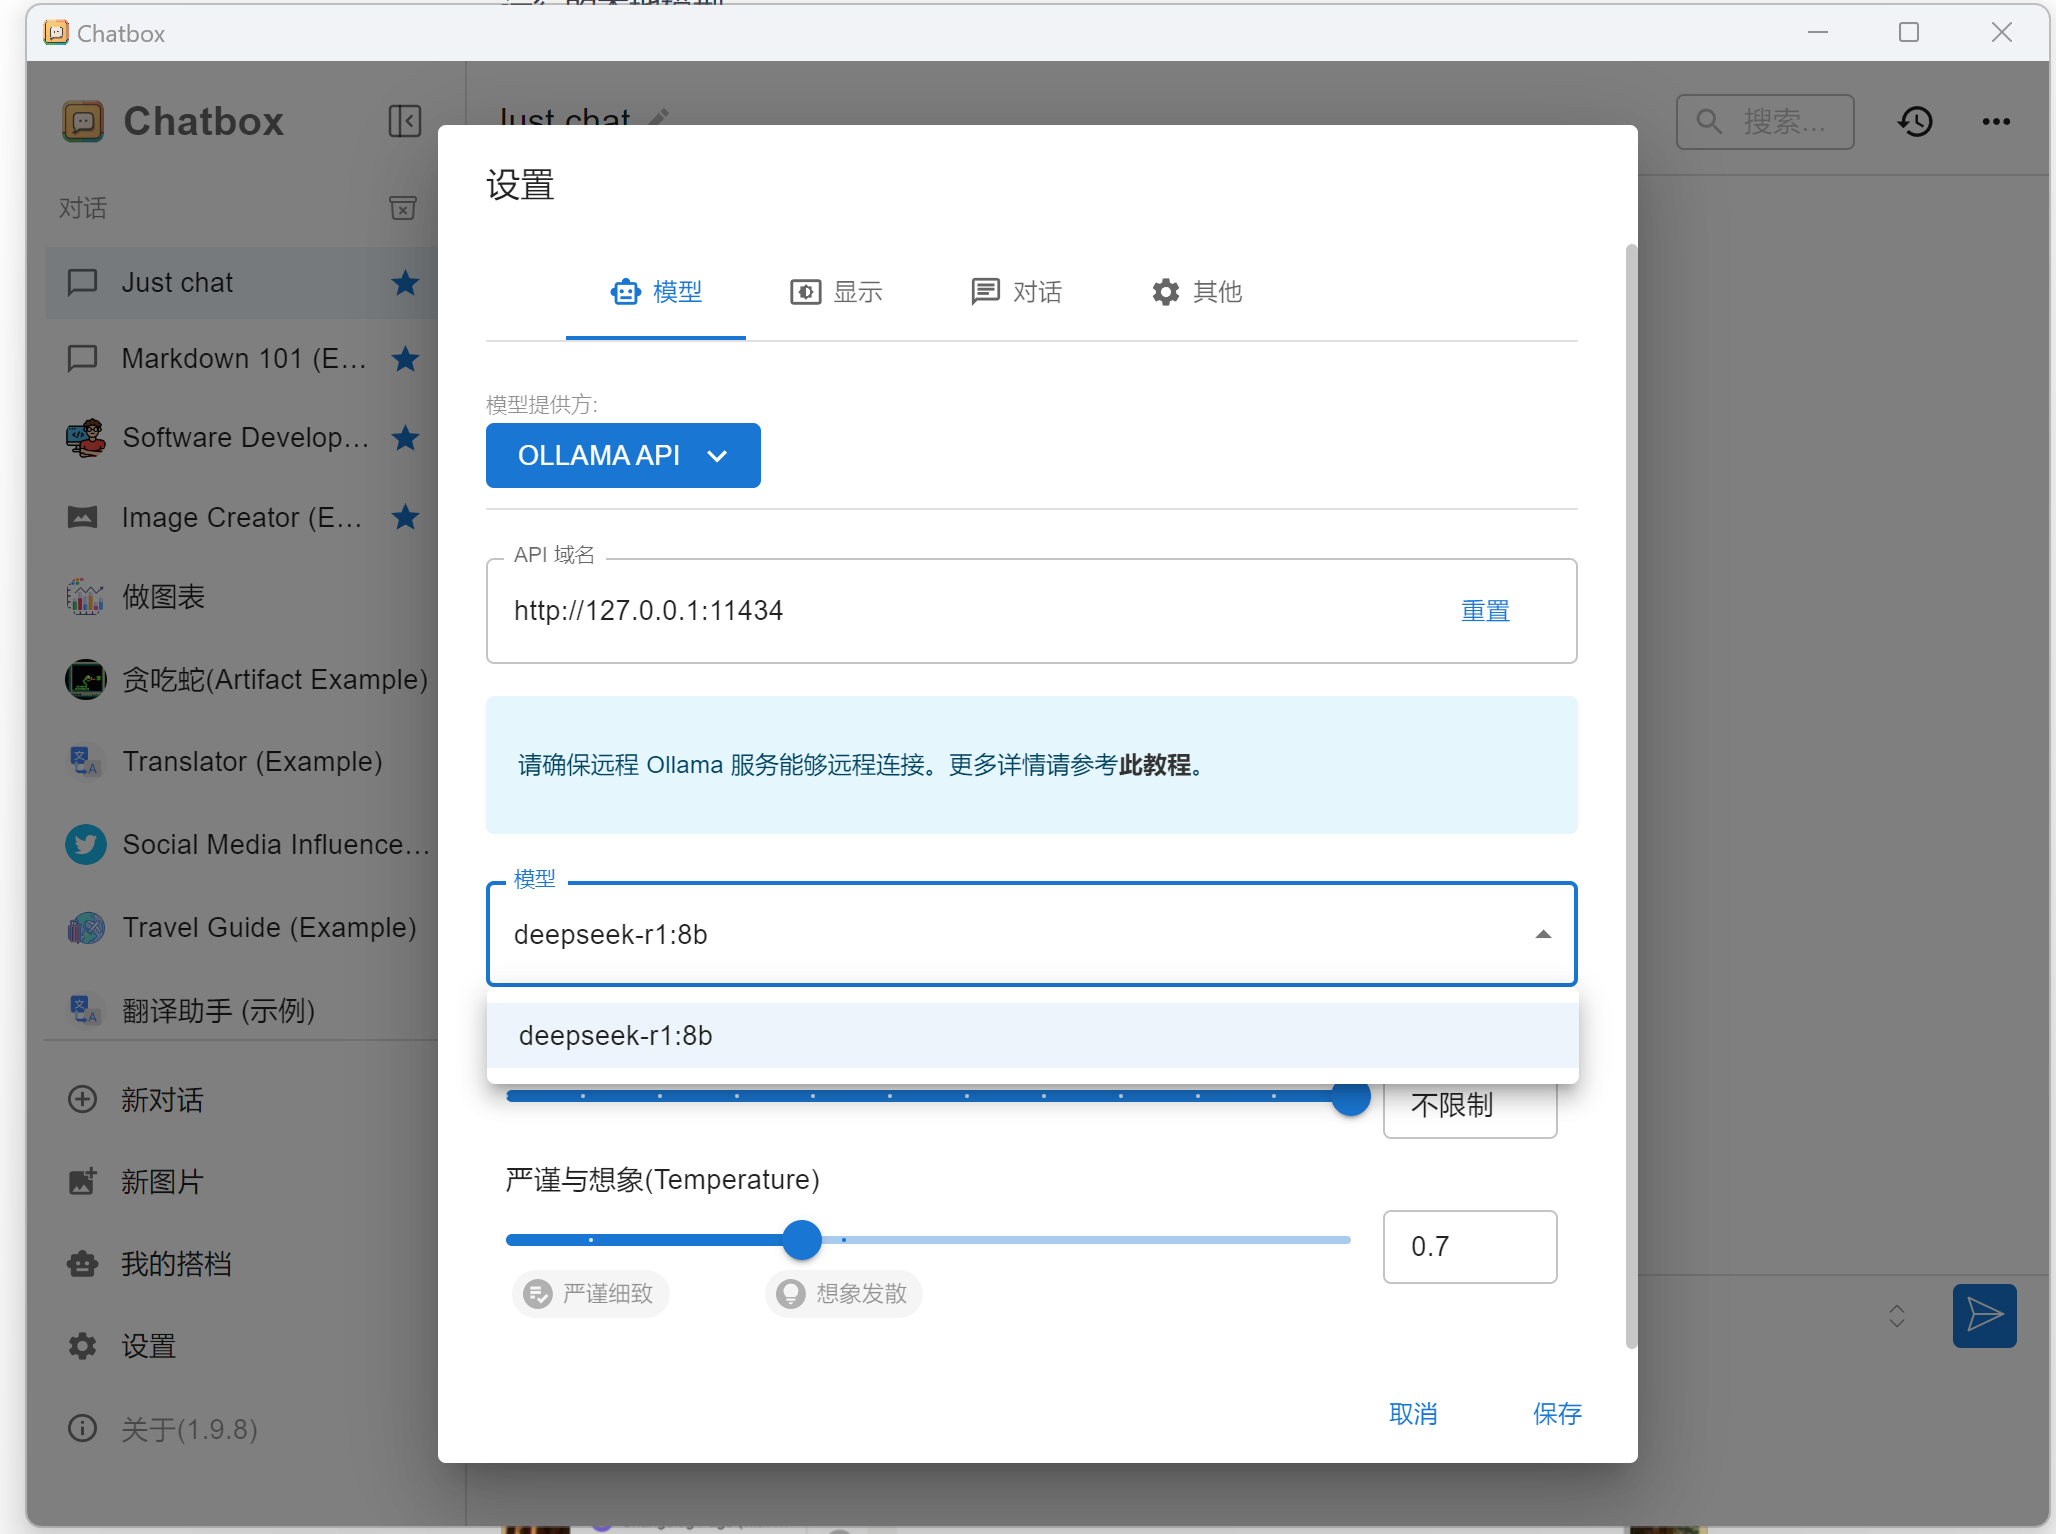 Chatbox
Chatbox
Just chat
搜索...
对话
Just chat
Markdown 101 (E...
Software Develop...
Image Creator (E...
做图表
贪吃蛇(Artifact Example)
Translator (Example)
Social Media Influence...
Travel Guide (Example)
翻译助手 (示例)
新对话
新图片
我的搭档
设置
关于(1.9.8)
设置
模型
显示
对话
其他
模型提供方:
OLLAMA API
API 域名
http://127.0.0.1:11434
重置
请确保远程 Ollama 服务能够远程连接。更多详情请参考此教程。
模型
deepseek-r1:8b
deepseek-r1:8b
不限制
严谨与想象(Temperature)
0.7
严谨细致
想象发散
取消
保存